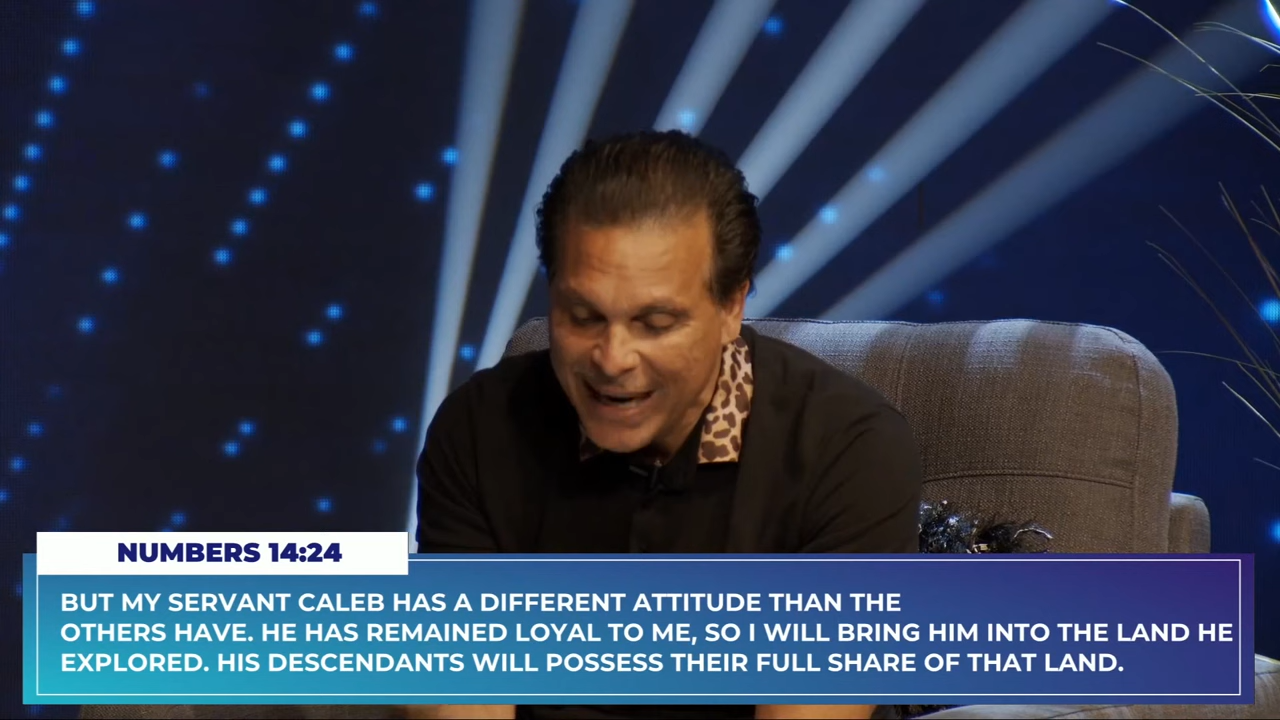 NUMBERS 14:24
BUT MY SERVANT CALEB HAS A DIFFERENT ATTITUDE THAN THE
OTHERS HAVE. HE HAS REMAINED LOYAL TO ME, SO I WILL BRING HIM INTO THE LAND HE
EXPLORED. HIS DESCENDANTS WILL POSSESS THEIR FULL SHARE OF THAT LAND.